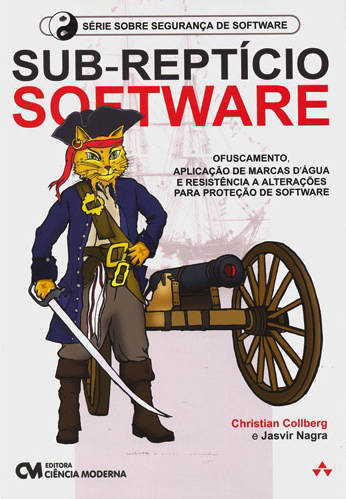 SÉRIE SOBRE SEGURANÇA DE SOFTWARE
SUB-REPTÍCIO
SOFTWARE
OFUSCAMENTO,
APLICAÇÃO DE MARCAS D'ÁGUA
E RESISTÊNCIA A ALTERAÇÕES
PARA PROTEÇÃO DE SOFTWARE
Christian Collberg
e Jasvir Nagra
CM EDITORA
CIÊNCIA MODERNA